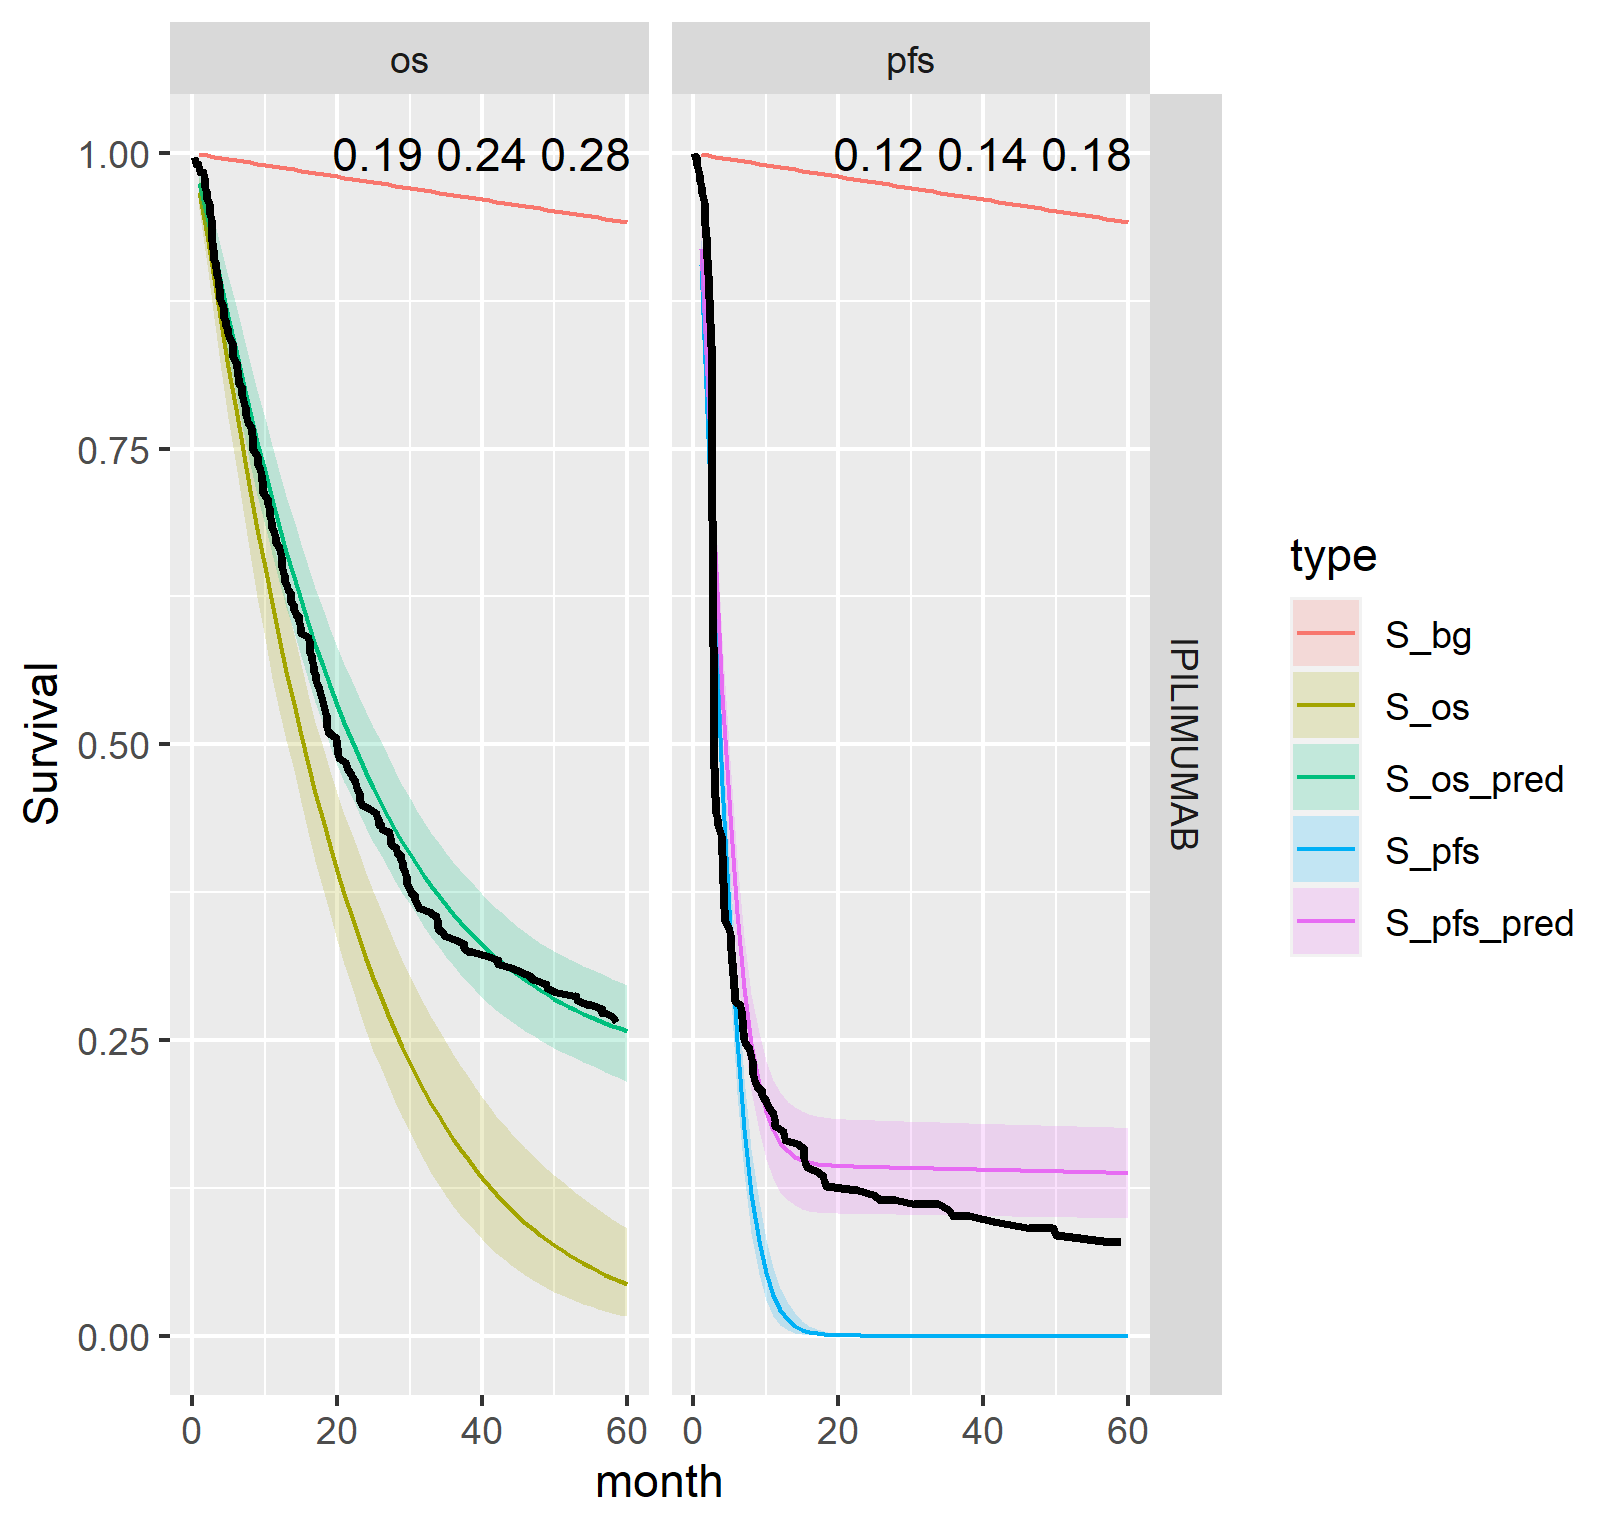 os
pfs
0.19 0.24 0.28
0.12 0.14 0.18
1.00
0.75
0.50
0.25
0.00
Survival
IPILIMUMAB
0 20 40 60
0 20 40 60
month
type
S_bg
S_os
S_os_pred
S_pfs
S_pfs_pred